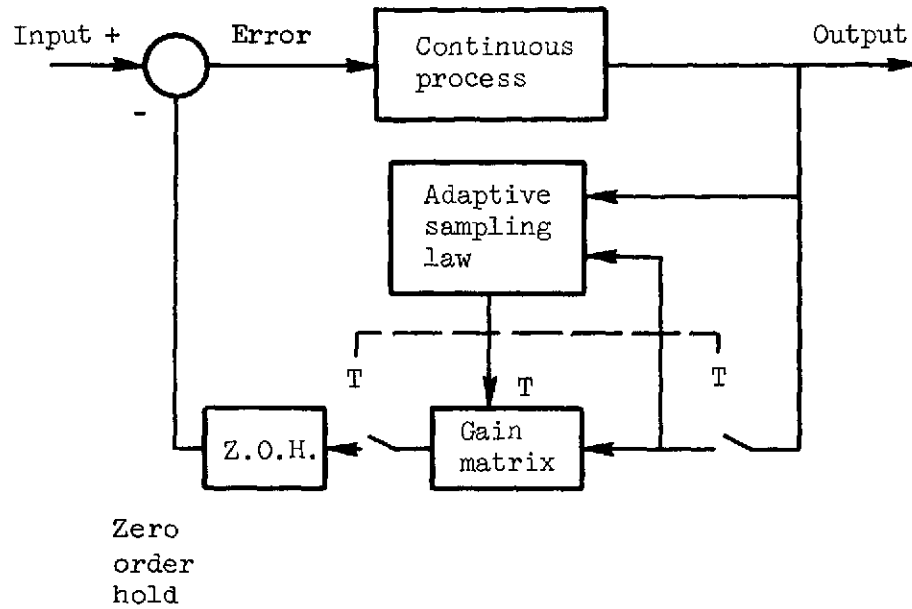 Input +
Error
Continuous
process
Output
-
Adaptive
sampling
law
T
T
T
Z.O.H.
Gain
matrix
Zero
order
hold